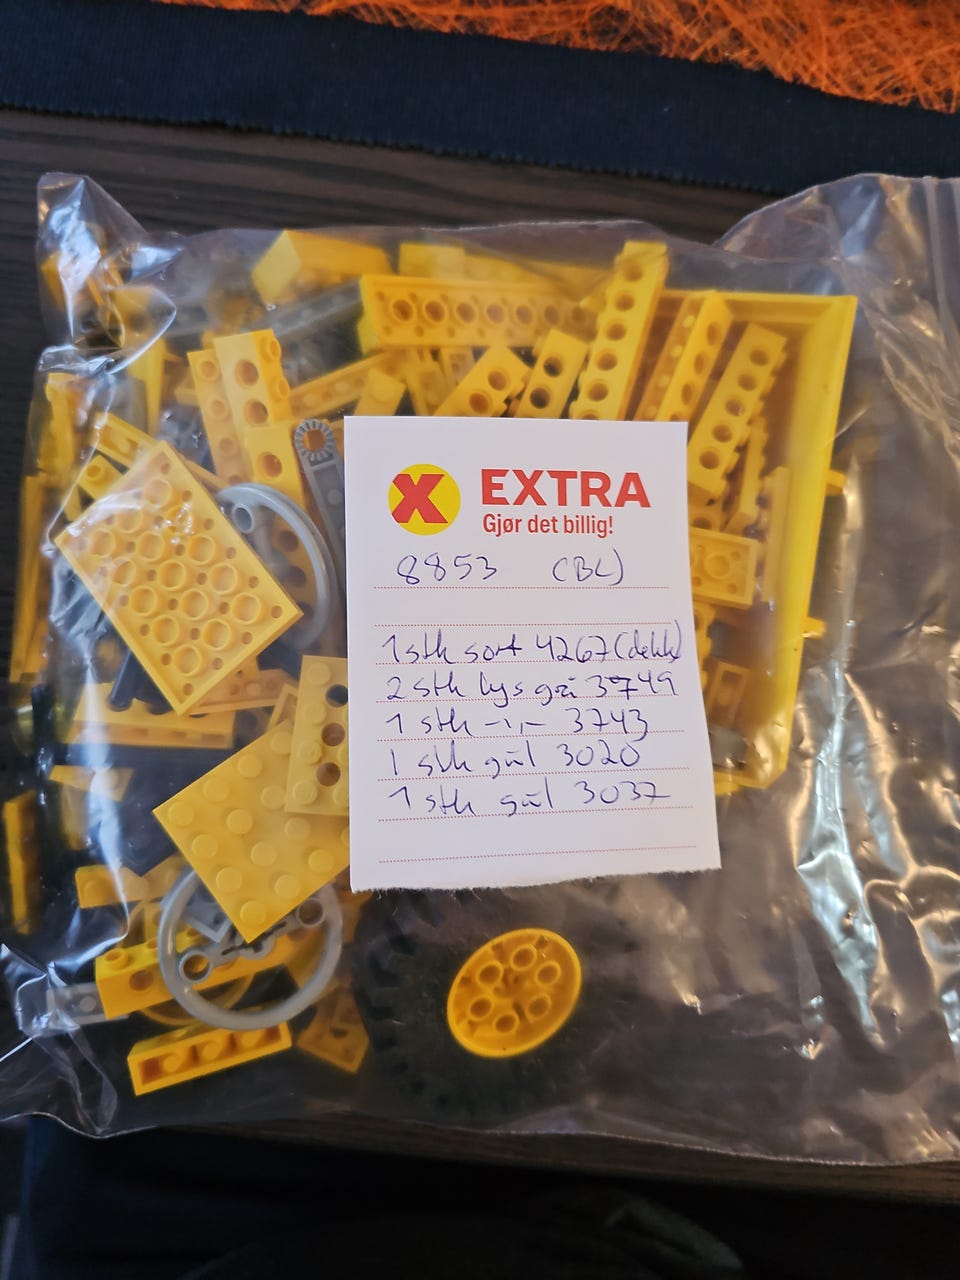 EXTRA
Gjør det billig!
8853 (BL)
1 stk sort 4267 (dekk)
2 stk lys grå 3749
1 stk -,,- 3743
1 stk gul 3020
1 stk gul 3037